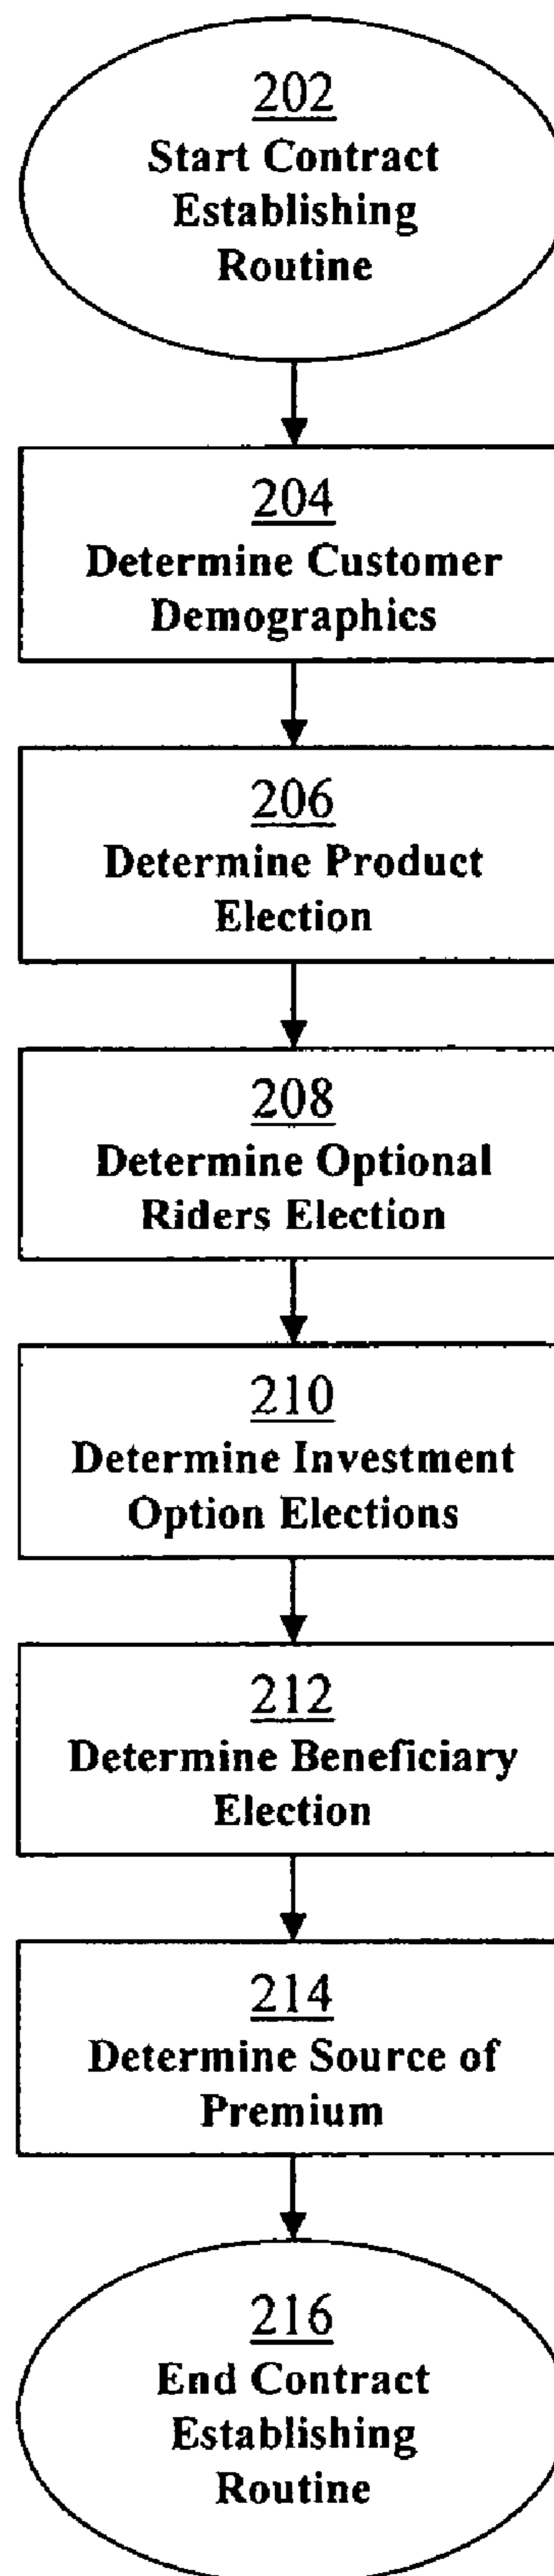 202
Start Contract
Establishing
Routine
204
Determine Customer
Demographics
206
Determine Product
Election
208
Determine Optional
Riders Election
210
Determine Investment
Option Elections
212
Determine Beneficiary
Election
214
Determine Source of
Premium
216
End Contract
Establishing
Routine